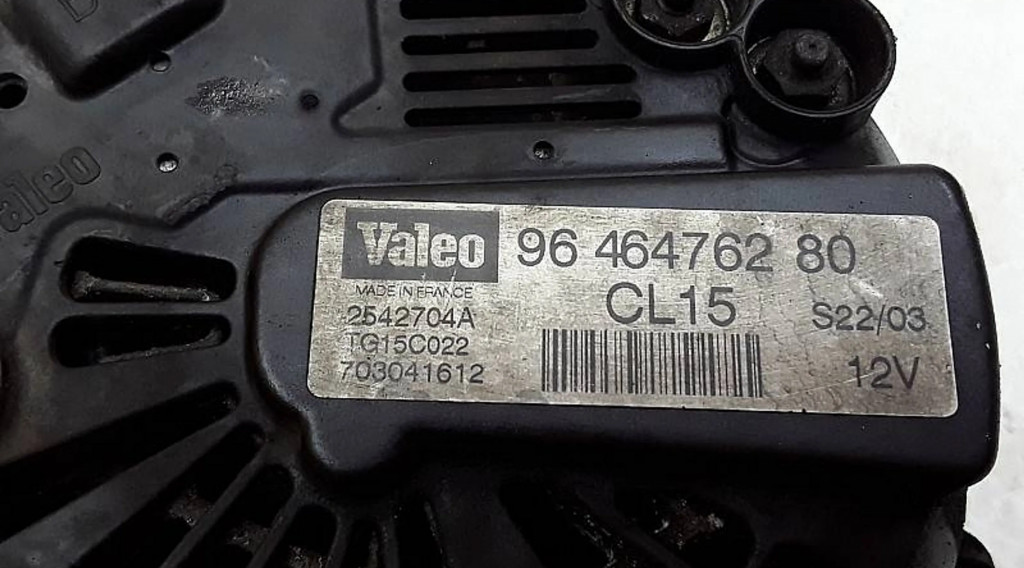 Valeo
Valeo
96 464762 80
MADE IN FRANCE
CL15
2542704A
S22/03
TG15C022
703041612
12V